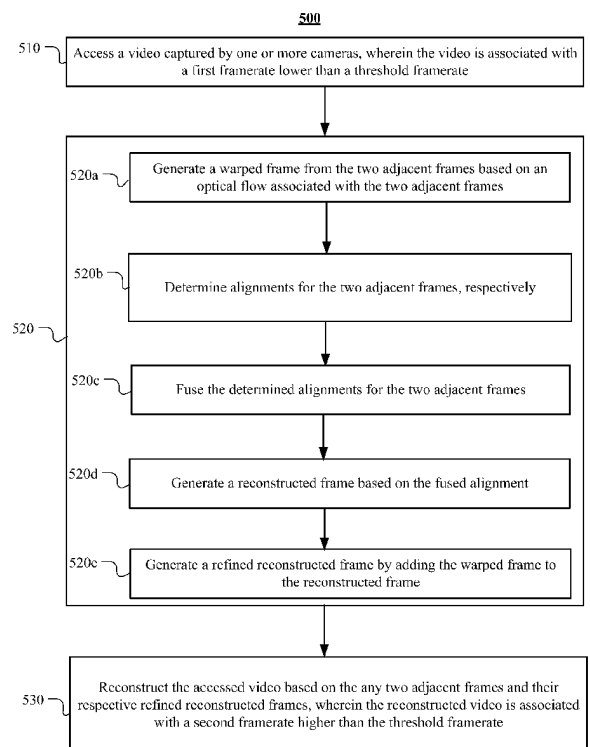 500
510
Access a video captured by one or more cameras, wherein the video is associated with
a first framerate lower than a threshold framerate
520a
Generate a warped frame from the two adjacent frames based on an
optical flow associated with the two adjacent frames
520b
Determine alignments for the two adjacent frames, respectively
520
520c
Fuse the determined alignments for the two adjacent frames
520d
Generate a reconstructed frame based on the fused alignment
520e
Generate a refined reconstructed frame by adding the warped frame to
the reconstructed frame
530
Reconstruct the accessed video based on the any two adjacent frames and their
respective refined reconstructed frames, wherein the reconstructed video is associated
with a second framerate higher than the threshold framerate